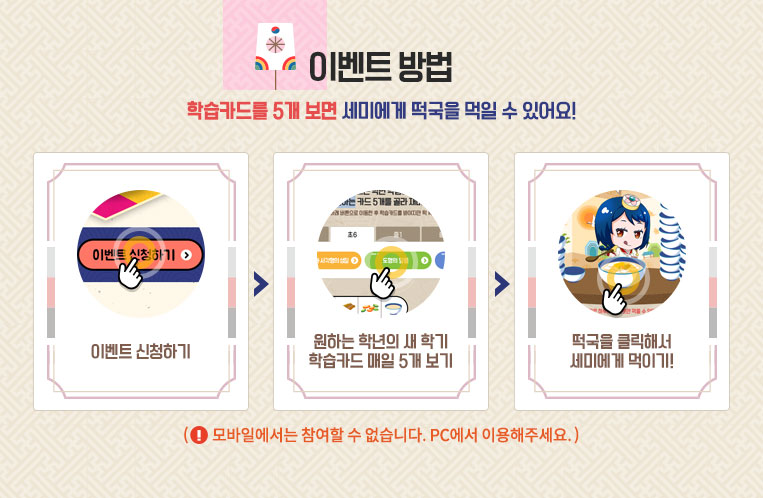 이벤트 방법
학습카드를 5개 보면 세미에게 떡국을 먹일 수 있어요!
이벤트 신청하기
초6
중1
이벤트 신청하기
원하는 학년의 새 학기
학습카드 매일 5개 보기
떡국을 클릭해서
세미에게 먹이기!
( ! 모바일에서는 참여할 수 없습니다. PC에서 이용해주세요. )